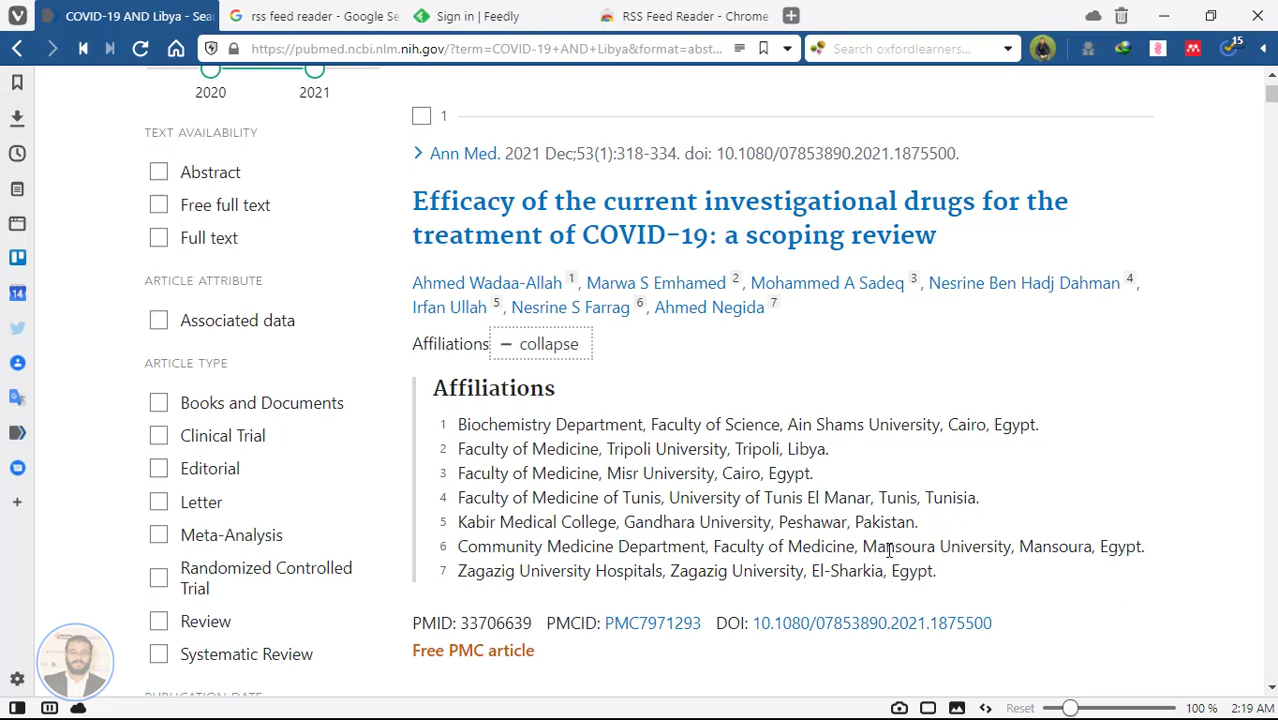 COVID-19 AND Libya - Sea
rss feed reader - Google Se
Sign in | Feedly
RSS Feed Reader - Chrome
https://pubmed.ncbi.nlm.nih.gov/?term=COVID-19+AND+Libya&format=abst...
Search oxfordlearners.com
15
2020
2021
TEXT AVAILABILITY
Abstract
Free full text
Full text
ARTICLE ATTRIBUTE
Associated data
ARTICLE TYPE
Books and Documents
Clinical Trial
Editorial
Letter
Meta-Analysis
Randomized Controlled
Trial
Review
Systematic Review
14
1
Ann Med. 2021 Dec;53(1):318-334. doi: 10.1080/07853890.2021.1875500.
Efficacy of the current investigational drugs for the
treatment of COVID-19: a scoping review
Ahmed Wadaa-Allah 1, Marwa S Emhamed 2, Mohammed A Sadeq 3, Nesrine Ben Hadj Dahman 4,
Irfan Ullah 5, Nesrine S Farrag 6, Ahmed Negida 7
Affiliations – collapse
Affiliations
1 Biochemistry Department, Faculty of Science, Ain Shams University, Cairo, Egypt.
2 Faculty of Medicine, Tripoli University, Tripoli, Libya.
3 Faculty of Medicine, Misr University, Cairo, Egypt.
4 Faculty of Medicine of Tunis, University of Tunis El Manar, Tunis, Tunisia.
5 Kabir Medical College, Gandhara University, Peshawar, Pakistan.
6 Community Medicine Department, Faculty of Medicine, Mansoura University, Mansoura, Egypt.
7 Zagazig University Hospitals, Zagazig University, El-Sharkia, Egypt.
PMID: 33706639 PMCID: PMC7971293 DOI: 10.1080/07853890.2021.1875500
Free PMC article
Reset
100 %
2:19 AM